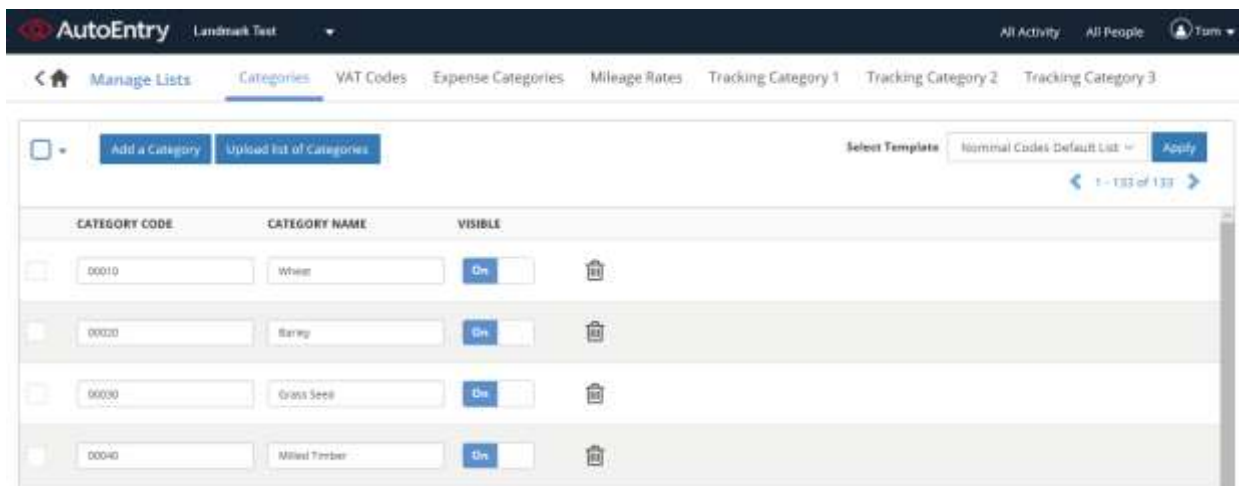 AutoEntry Landmark Test All Activity All People Tom
Manage Lists Categories VAT Codes Expense Categories Mileage Rates Tracking Category 1 Tracking Category 2 Tracking Category 3
Add a Category Upload list of Categories Select Template Nominal Codes Default List Apply
1 - 133 of 133
CATEGORY CODE CATEGORY NAME VISIBLE
00010 Wheat On
00020 Barley On
00030 Grass Seed On
00040 Milled Timber On